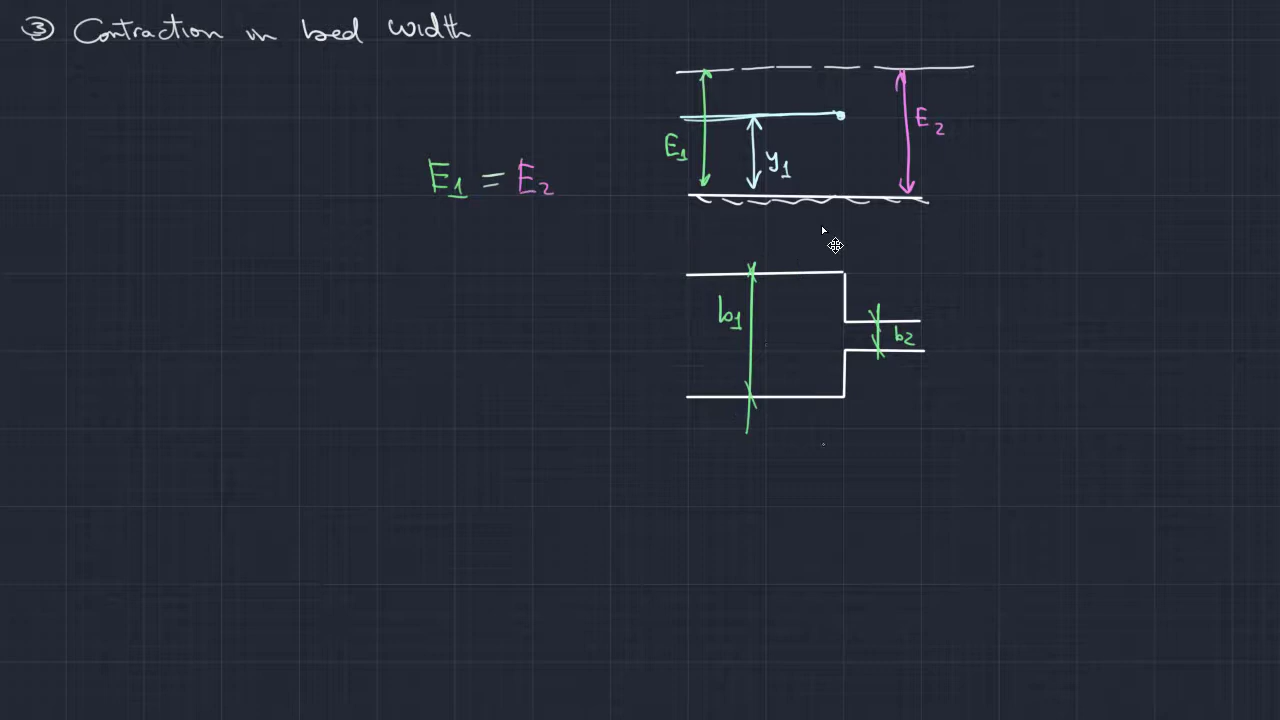 ③ Contraction in bed width
E₁
E₂
y₁
E₁ = E₂
b₁
b₂